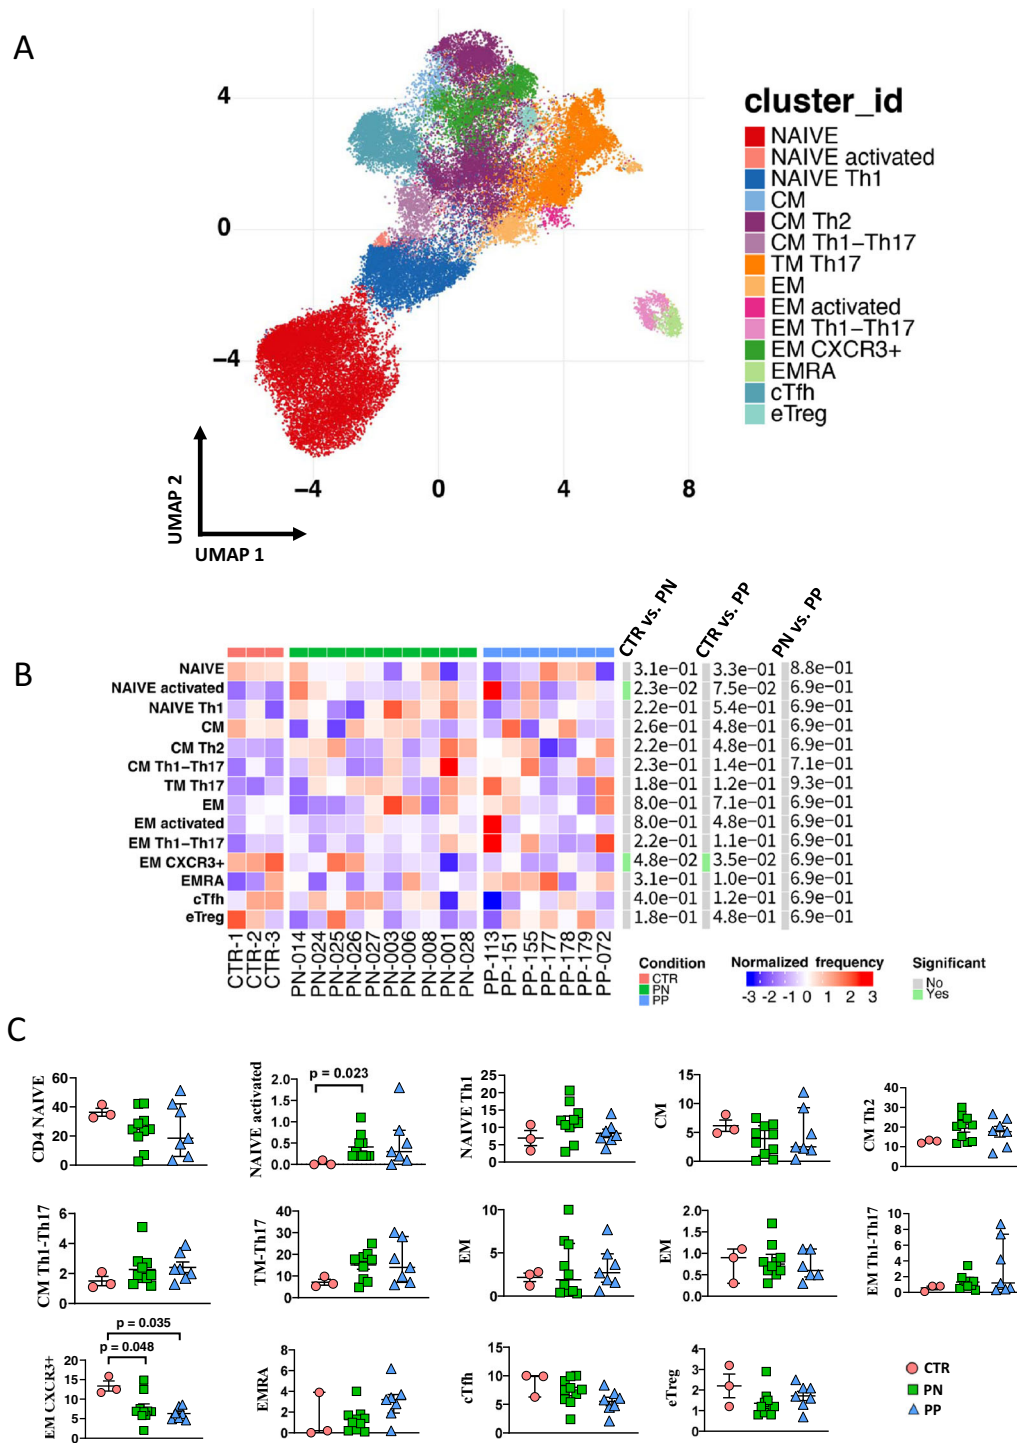 A
cluster_id
NAIVE
NAIVE activated
NAIVE Th1
CM
CM Th2
CM Th1−Th17
TM Th17
EM
EM activated
EM Th1−Th17
EM CXCR3+
EMRA
cTfh
eTreg
4
0
−4
−4 0 4 8
UMAP 2
UMAP 1
B
CTR vs. PN CTR vs. PP PN vs. PP
NAIVE 3.1e−01 3.3e−01 8.8e−01
NAIVE activated 2.3e−02 7.5e−02 6.9e−01
NAIVE Th1 2.2e−01 5.4e−01 6.9e−01
CM 2.6e−01 4.8e−01 6.9e−01
CM Th2 2.2e−01 4.8e−01 6.9e−01
CM Th1−Th17 2.3e−01 1.4e−01 7.1e−01
TM Th17 1.8e−01 1.2e−01 9.3e−01
EM 8.0e−01 7.1e−01 6.9e−01
EM activated 8.0e−01 4.8e−01 6.9e−01
EM Th1−Th17 2.2e−01 1.1e−01 6.9e−01
EM CXCR3+ 4.8e−02 3.5e−02 6.9e−01
EMRA 3.1e−01 1.0e−01 6.9e−01
cTfh 4.0e−01 1.2e−01 6.9e−01
eTreg 1.8e−01 4.8e−01 6.9e−01
CTR-1 CTR-2 CTR-3 PN-014 PN-024 PN-025 PN-026 PN-027 PN-003 PN-006 PN-008 PN-001 PN-028 PP-113 PP-151 PP-155 PP-177 PP-178 PP-179 PP-072
Condition
CTR
PN
PP
Normalized frequency
-3 -2 -1 0 1 2 3
Significant
No
Yes
C
CD4 NAIVE
60
40
20
0
NAIVE activated
p = 0.023
2.0
1.5
1.0
0.5
0.0
NAIVE Th1
25
20
15
10
5
0
CM
15
10
5
0
CM Th2
40
30
20
10
0
CM Th1-Th17
6
4
2
0
TM-Th17
40
30
20
10
0
EM
10
5
0
EM
2.0
1.5
1.0
0.5
0.0
EM Th1-Th17
10
8
6
4
2
0
EM CXCR3+
p = 0.035
p = 0.048
20
15
10
5
0
EMRA
8
6
4
2
0
cTfh
15
10
5
0
eTreg
4
3
2
1
0
CTR
PN
PP